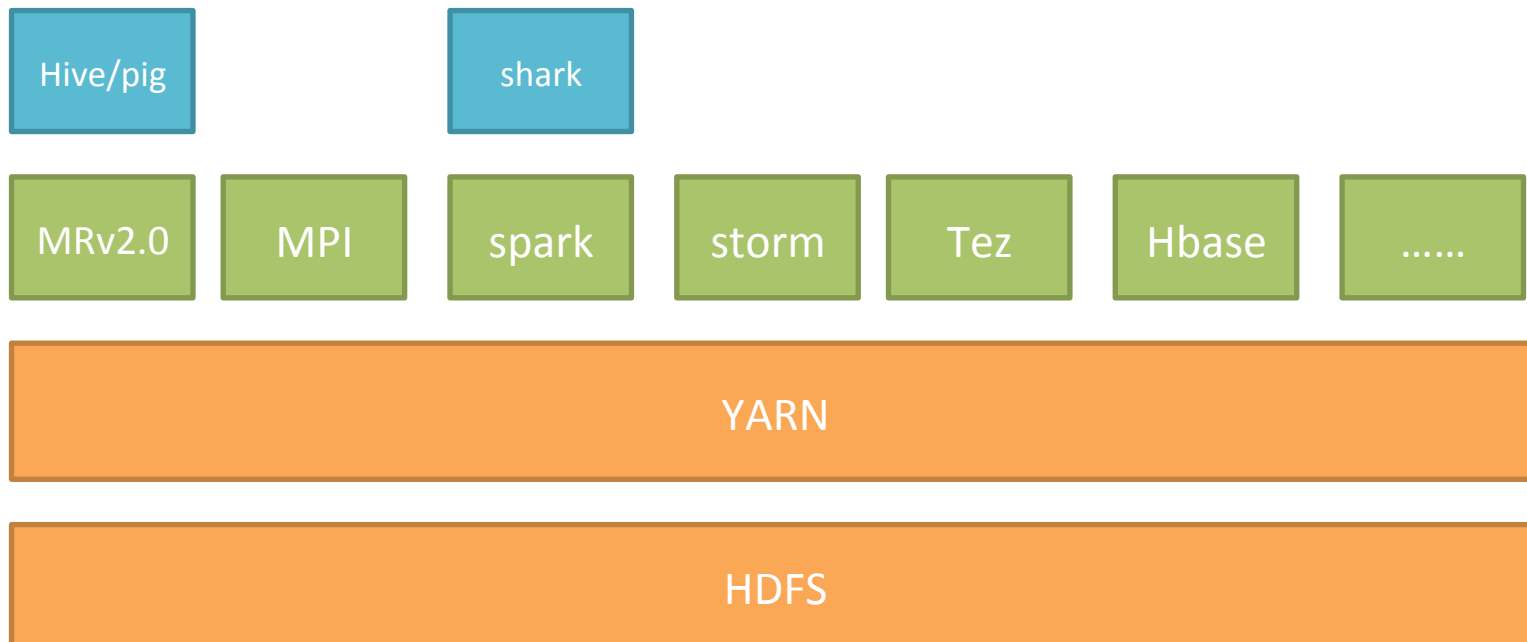 Hive/pig
shark
MRv2.0
MPI
spark
storm
Tez
Hbase
……
YARN
HDFS